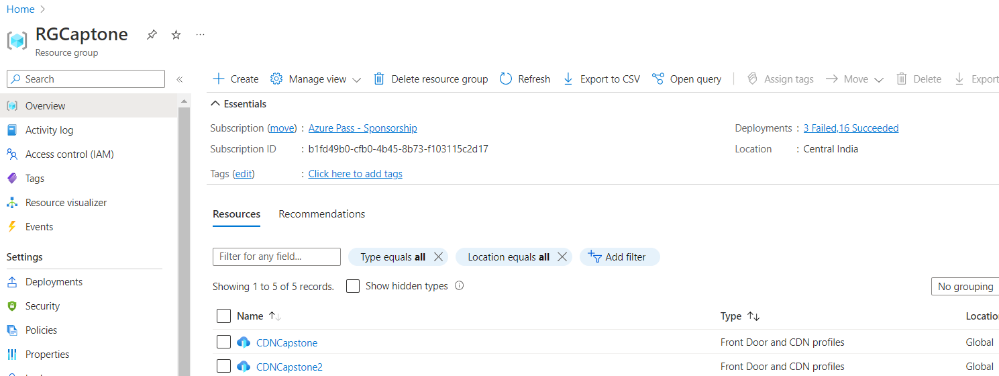 Home >
RGCaptone
Resource group
Search
Create Manage view Delete resource group Refresh Export to CSV Open query Assign tags Move Delete Export
Overview
Activity log
Access control (IAM)
Tags
Resource visualizer
Events
Settings
Deployments
Security
Policies
Properties
Essentials
Subscription (move) : Azure Pass - Sponsorship
Deployments : 3 Failed,16 Succeeded
Subscription ID : b1fd49b0-cfb0-4b45-8b73-f103115c2d17
Location : Central India
Tags (edit) : Click here to add tags
Resources Recommendations
Filter for any field... Type equals all Location equals all Add filter
Showing 1 to 5 of 5 records. Show hidden types No grouping
Name Type Locatio
CDNCapstone Front Door and CDN profiles Global
CDNCapstone2 Front Door and CDN profiles Global